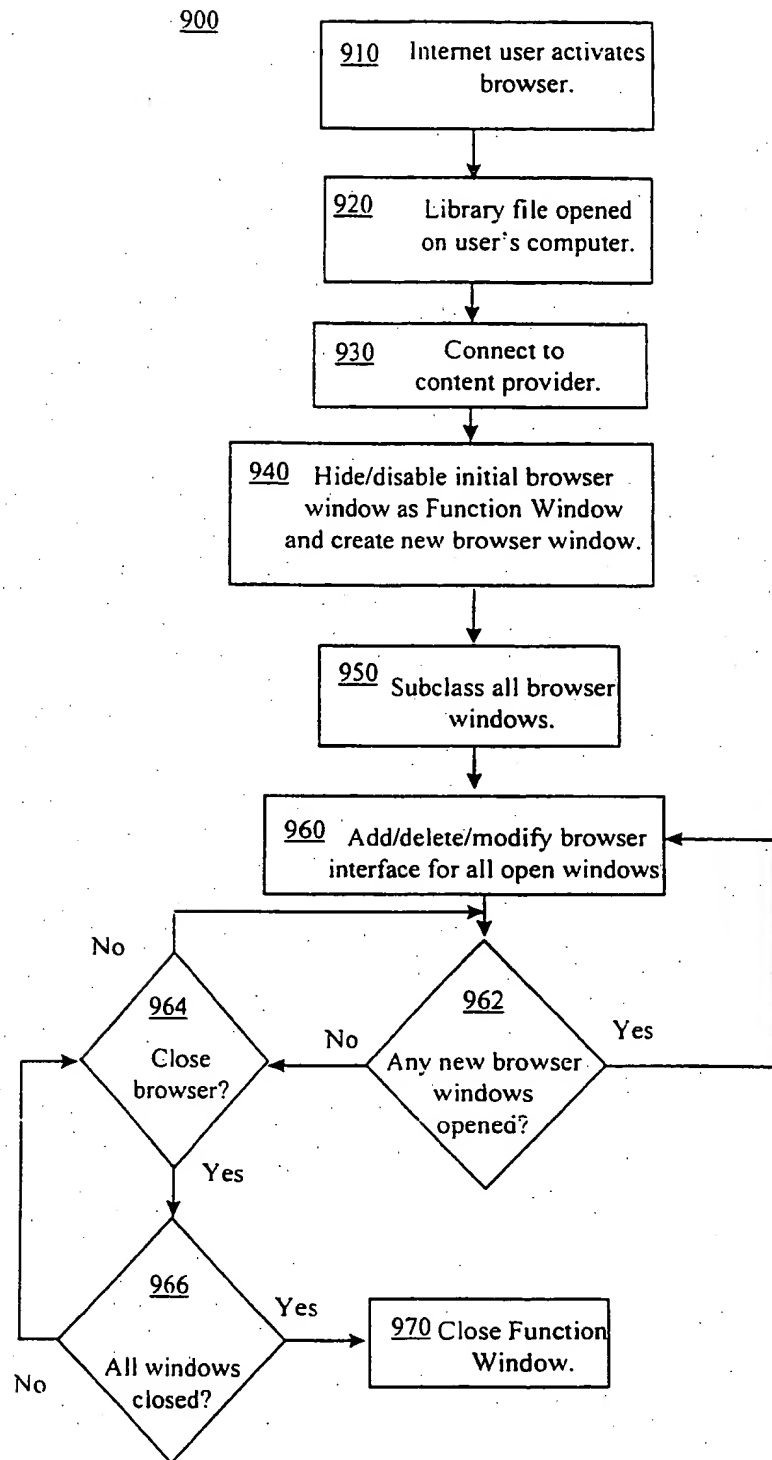 900
910 Internet user activates
browser.
920 Library file opened
on user's computer.
930 Connect to
content provider.
940 Hide/disable initial browser
window as Function Window
and create new browser window.
950 Subclass all browser
windows.
960 Add/delete/modify browser
interface for all open windows
No
964
Close
browser?
No
962
Any new browser
windows
opened?
Yes
Yes
966
All windows
closed?
Yes
No
970 Close Function
Window.